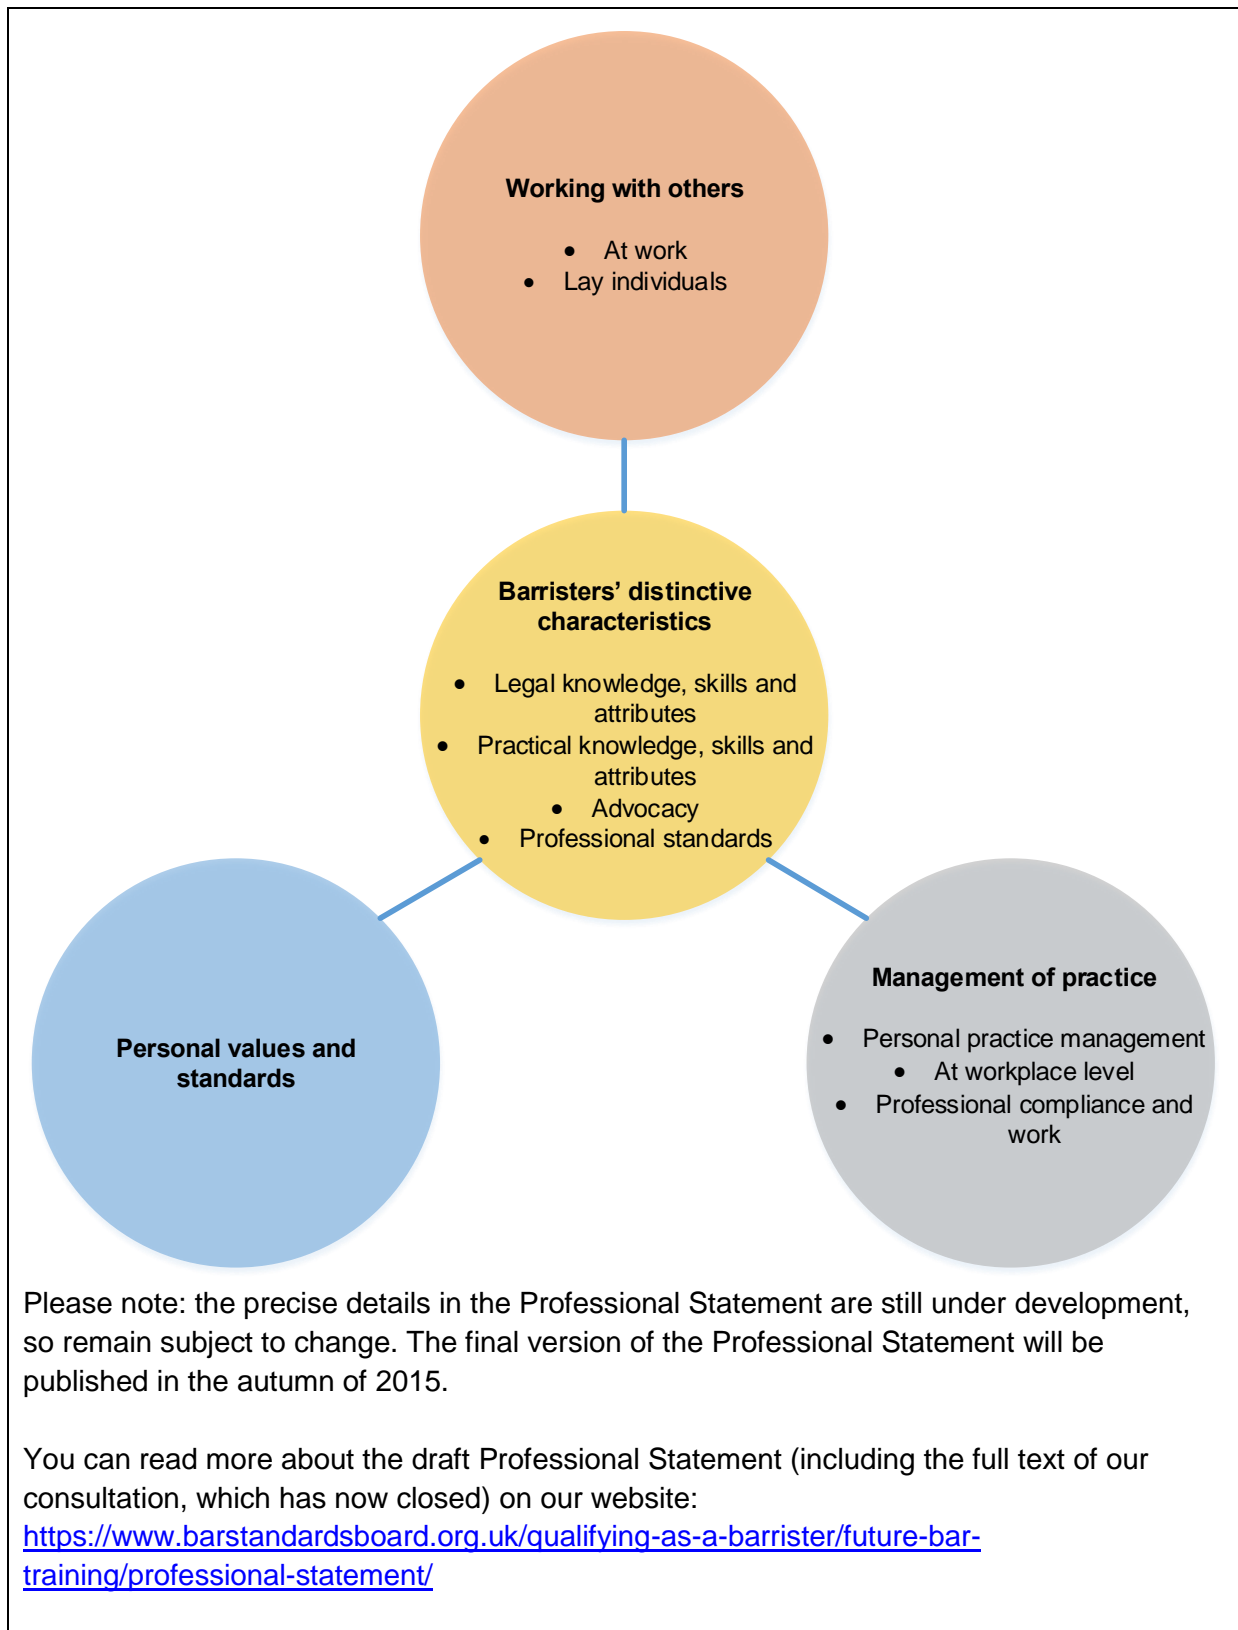 Working with others
• At work
• Lay individuals
Barristers’ distinctive
characteristics
• Legal knowledge, skills and
attributes
• Practical knowledge, skills and
attributes
• Advocacy
• Professional standards
Personal values and
standards
Management of practice
• Personal practice management
• At workplace level
• Professional compliance and
work
Please note: the precise details in the Professional Statement are still under development,
so remain subject to change. The final version of the Professional Statement will be
published in the autumn of 2015.
You can read more about the draft Professional Statement (including the full text of our
consultation, which has now closed) on our website:
https://www.barstandardsboard.org.uk/qualifying-as-a-barrister/future-bar-
training/professional-statement/